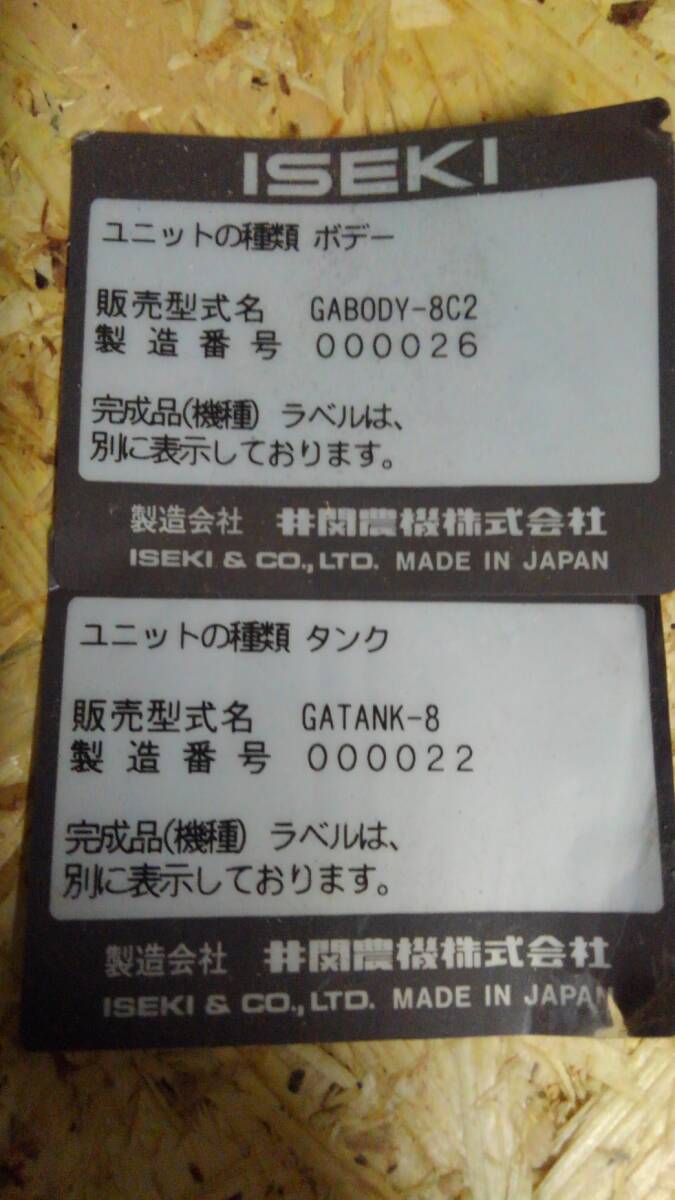 ISEKI
ユニットの種類 ボデー
販売型式名 GABODY-8C2
製造番号 000026
完成品(機種) ラベルは、
別に表示しております。
製造会社 井関農機株式会社
ISEKI & CO., LTD. MADE IN JAPAN
ユニットの種類 タンク
販売型式名 GATANK-8
製造番号 000022
完成品(機種) ラベルは、
別に表示しております。
製造会社 井関農機株式会社
ISEKI & CO., LTD. MADE IN JAPAN